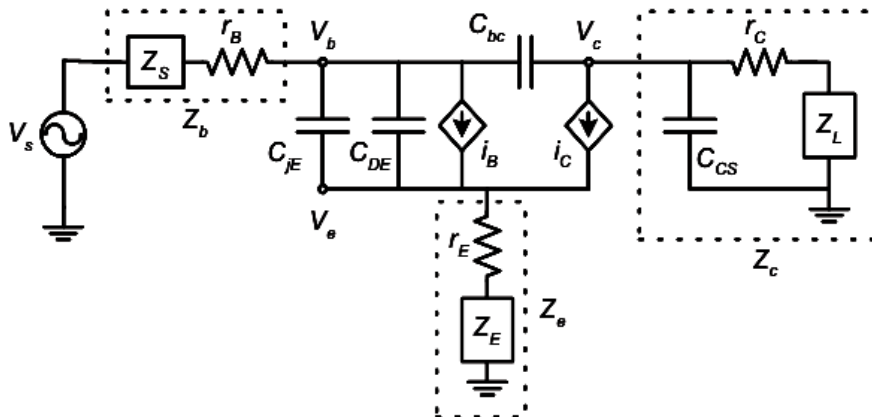 r_B
V_b
C_bc
V_c
r_C
Z_S
Z_b
V_s
Z_L
C_jE
C_DE
i_B
i_C
C_CS
V_e
r_E
Z_c
Z_E
Z_e